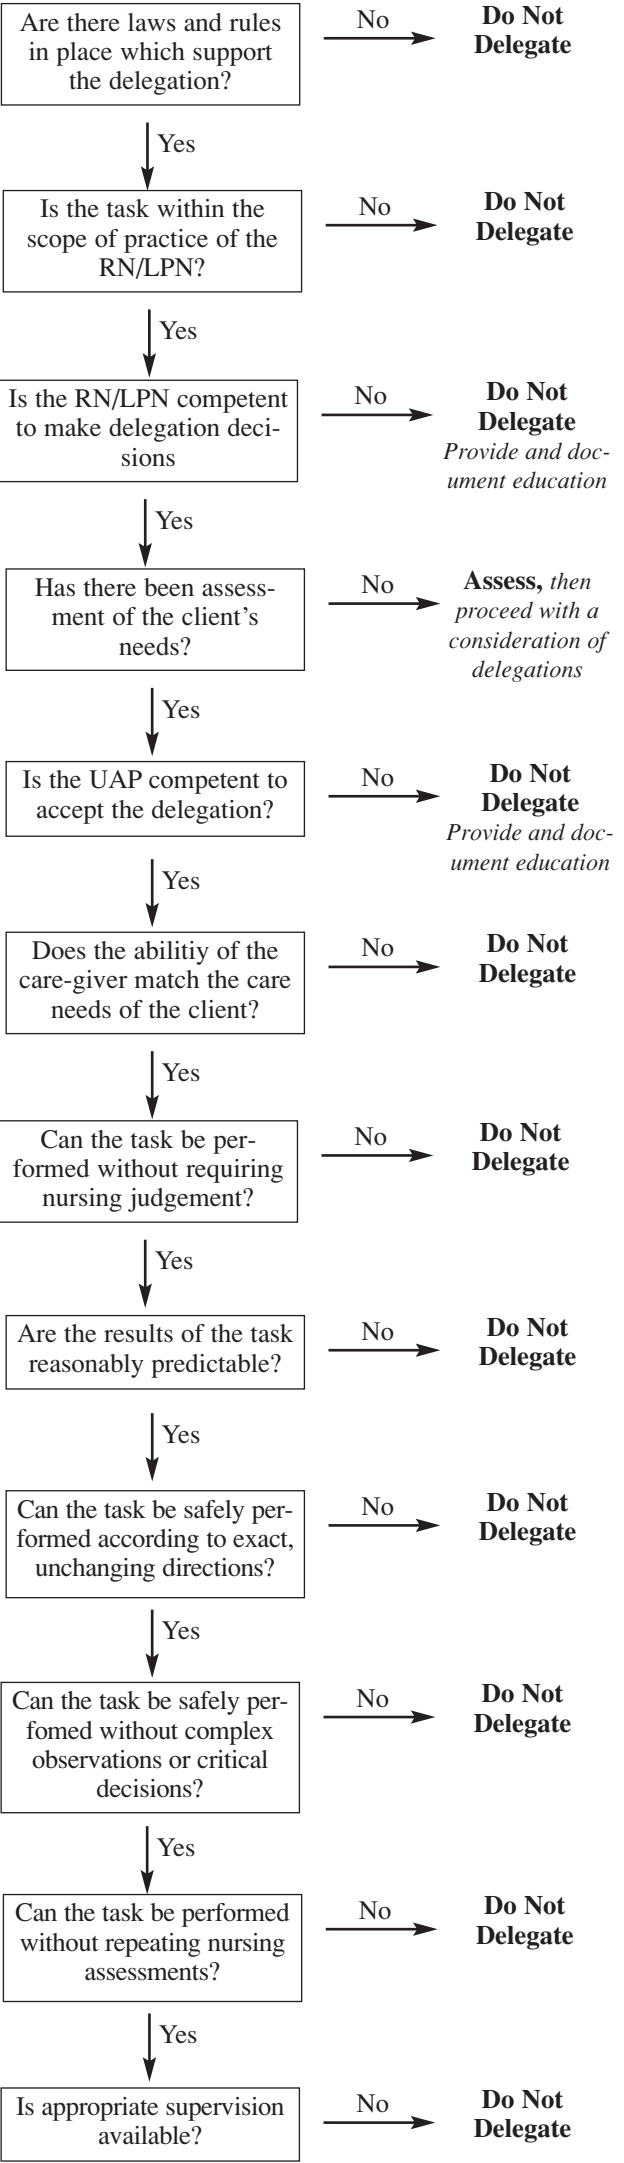 Are there laws and rules
in place which support
the delegation?
No
Do Not
Delegate
Yes
Is the task within the
scope of practice of the
RN/LPN?
No
Do Not
Delegate
Yes
Is the RN/LPN competent
to make delegation deci-
sions
No
Do Not
Delegate
Provide and doc-
ument education
Yes
Has there been assess-
ment of the client's
needs?
No
Assess, then
proceed with a
consideration of
delegations
Yes
Is the UAP competent to
accept the delegation?
No
Do Not
Delegate
Provide and doc-
ument education
Yes
Does the abilitiy of the
care-giver match the care
needs of the client?
No
Do Not
Delegate
Yes
Can the task be per-
formed without requiring
nursing judgement?
No
Do Not
Delegate
Yes
Are the results of the task
reasonably predictable?
No
Do Not
Delegate
Yes
Can the task be safely per-
formed according to exact,
unchanging directions?
No
Do Not
Delegate
Yes
Can the task be safely per-
fomed without complex
observations or critical
decisions?
No
Do Not
Delegate
Yes
Can the task be performed
without repeating nursing
assessments?
No
Do Not
Delegate
Yes
Is appropriate supervision
available?
No
Do Not
Delegate